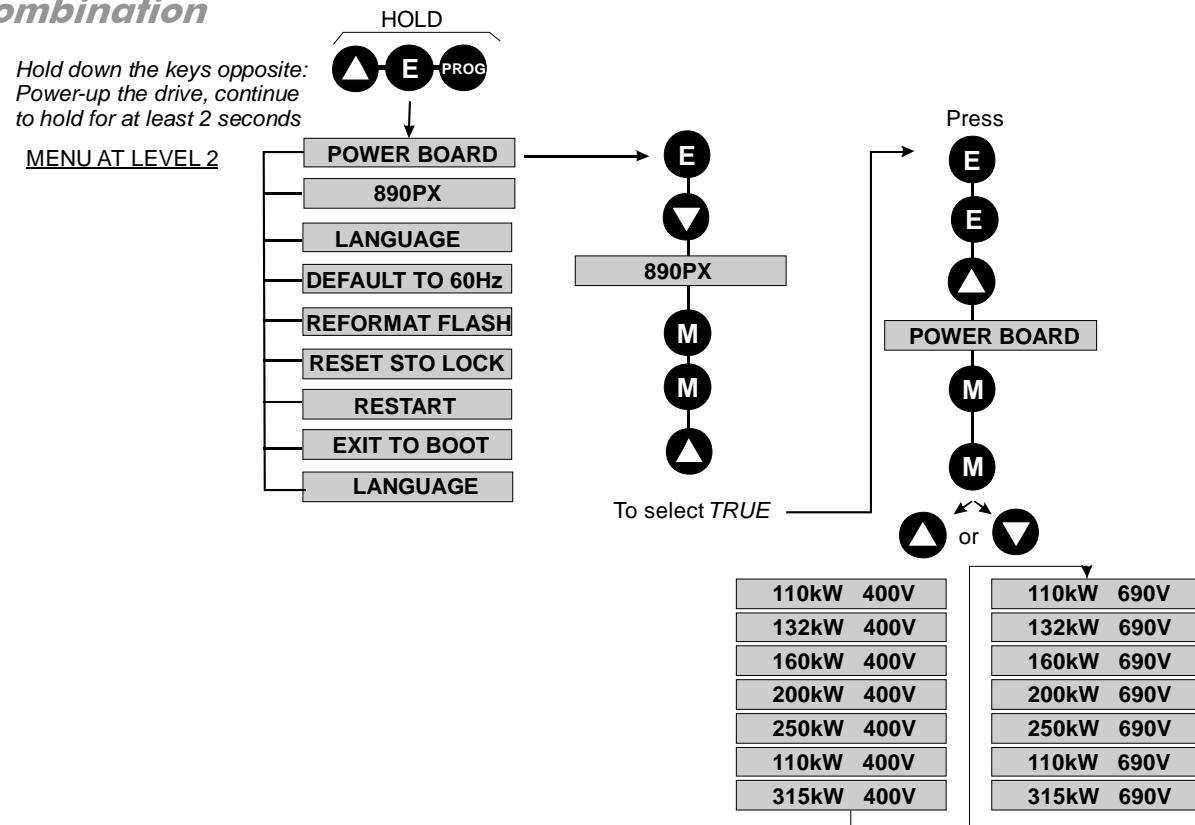 ombination
HOLD
Hold down the keys opposite:
Power-up the drive, continue
to hold for at least 2 seconds
E
PROG
MENU AT LEVEL 2
POWER BOARD
890PX
LANGUAGE
DEFAULT TO 60Hz
REFORMAT FLASH
RESET STO LOCK
RESTART
EXIT TO BOOT
LANGUAGE
E
890PX
M
M
To select TRUE
Press
E
E
POWER BOARD
M
M
or
110kW 400V
132kW 400V
160kW 400V
200kW 400V
250kW 400V
110kW 400V
315kW 400V
110kW 690V
132kW 690V
160kW 690V
200kW 690V
250kW 690V
110kW 690V
315kW 690V